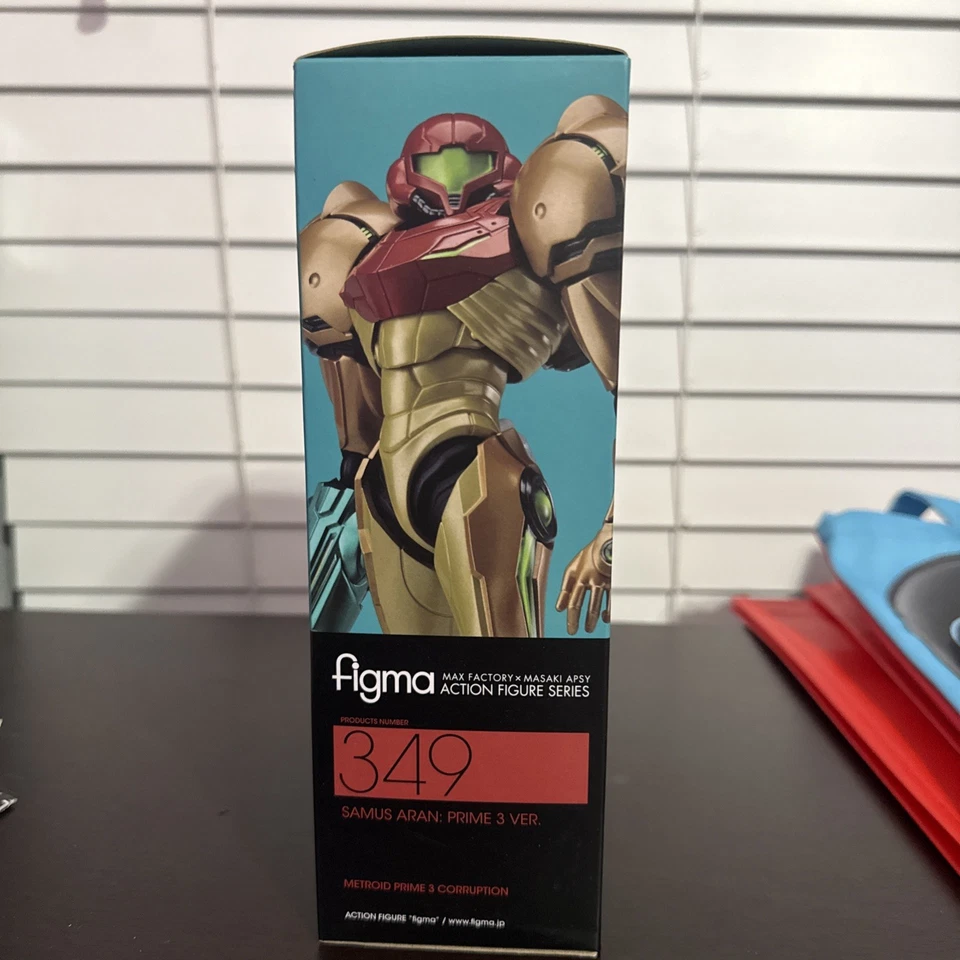 figma
MAX FACTORY × MASAKI APSY
ACTION FIGURE SERIES
PRODUCTS NUMBER
349
SAMUS ARAN: PRIME 3 VER.
METROID PRIME 3 CORRUPTION
ACTION FIGURE "figma" / www.figma.jp